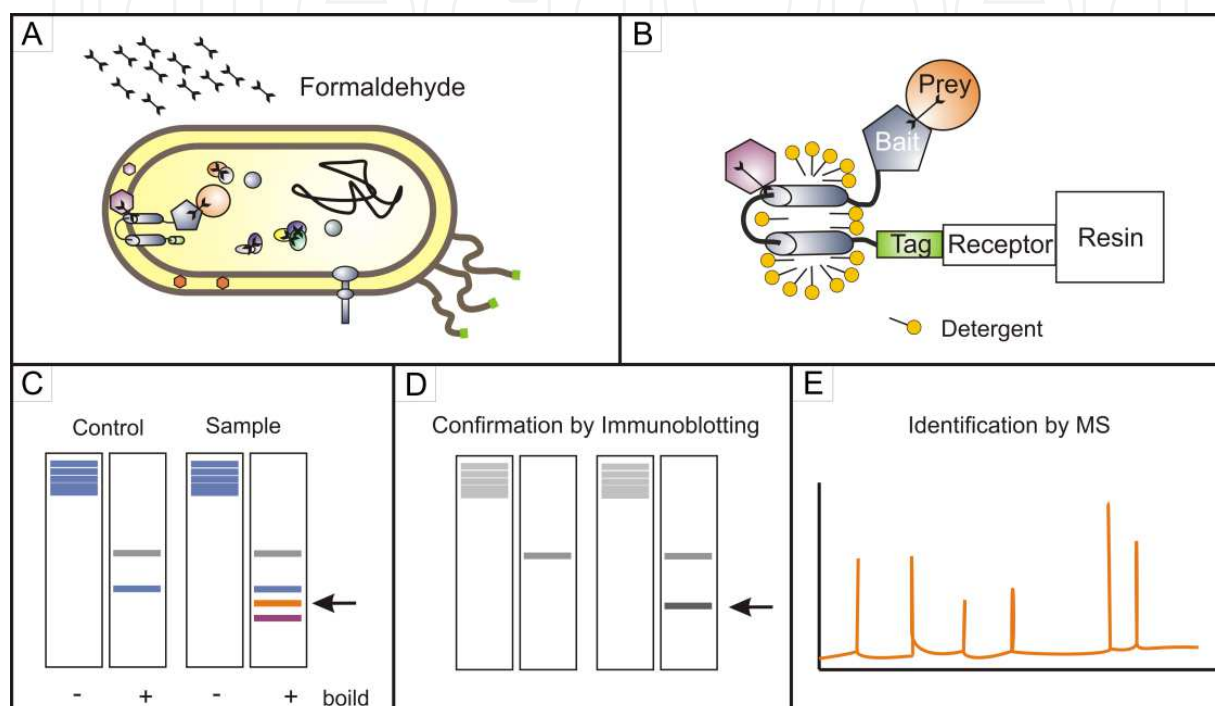 A
Formaldehyde
B
Prey
Bait
Tag
Receptor
Resin
Detergent
C
Control Sample
- + - + boild
D
Confirmation by Immunoblotting
E
Identification by MS